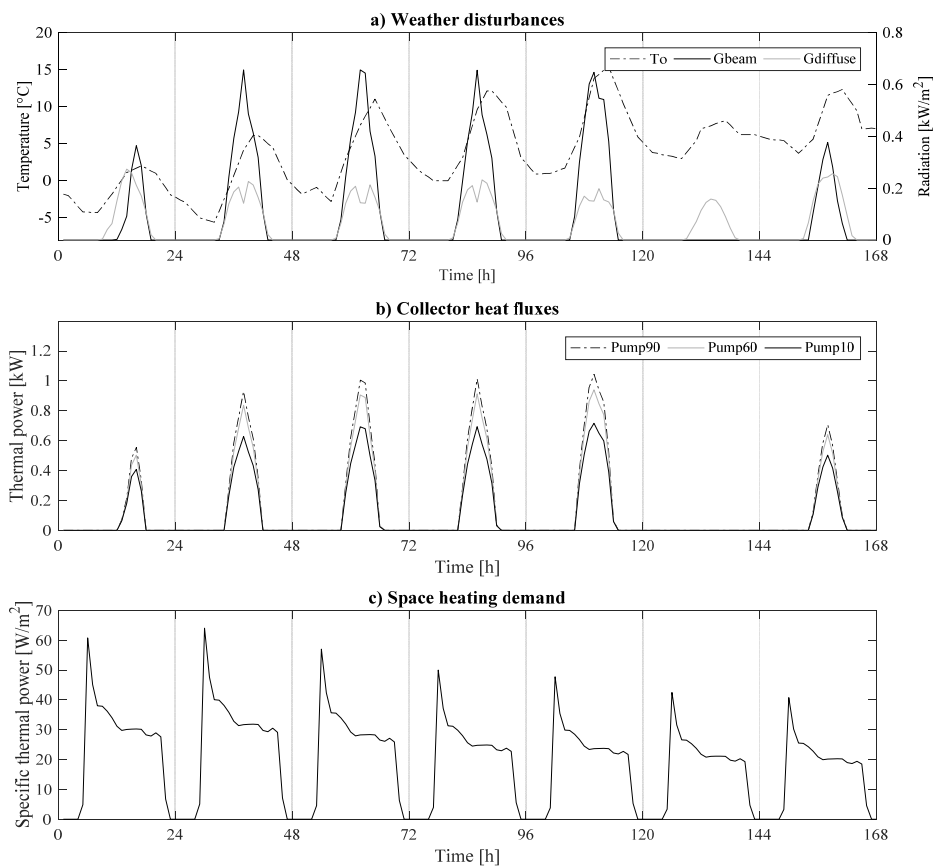 a) Weather disturbances
Temperature [°C]
20
15
10
5
0
-5
To Gbeam Gdiffuse
0.8
0.6
0.4
0.2
0
Radiation [kW/m²]
0 24 48 72 96 120 144 168
Time [h]
b) Collector heat fluxes
Thermal power [kW]
1.2
1
0.8
0.6
0.4
0.2
0
Pump90 Pump60 Pump10
0 24 48 72 96 120 144 168
Time [h]
c) Space heating demand
Specific thermal power [W/m²]
70
60
50
40
30
20
10
0
0 24 48 72 96 120 144 168
Time [h]